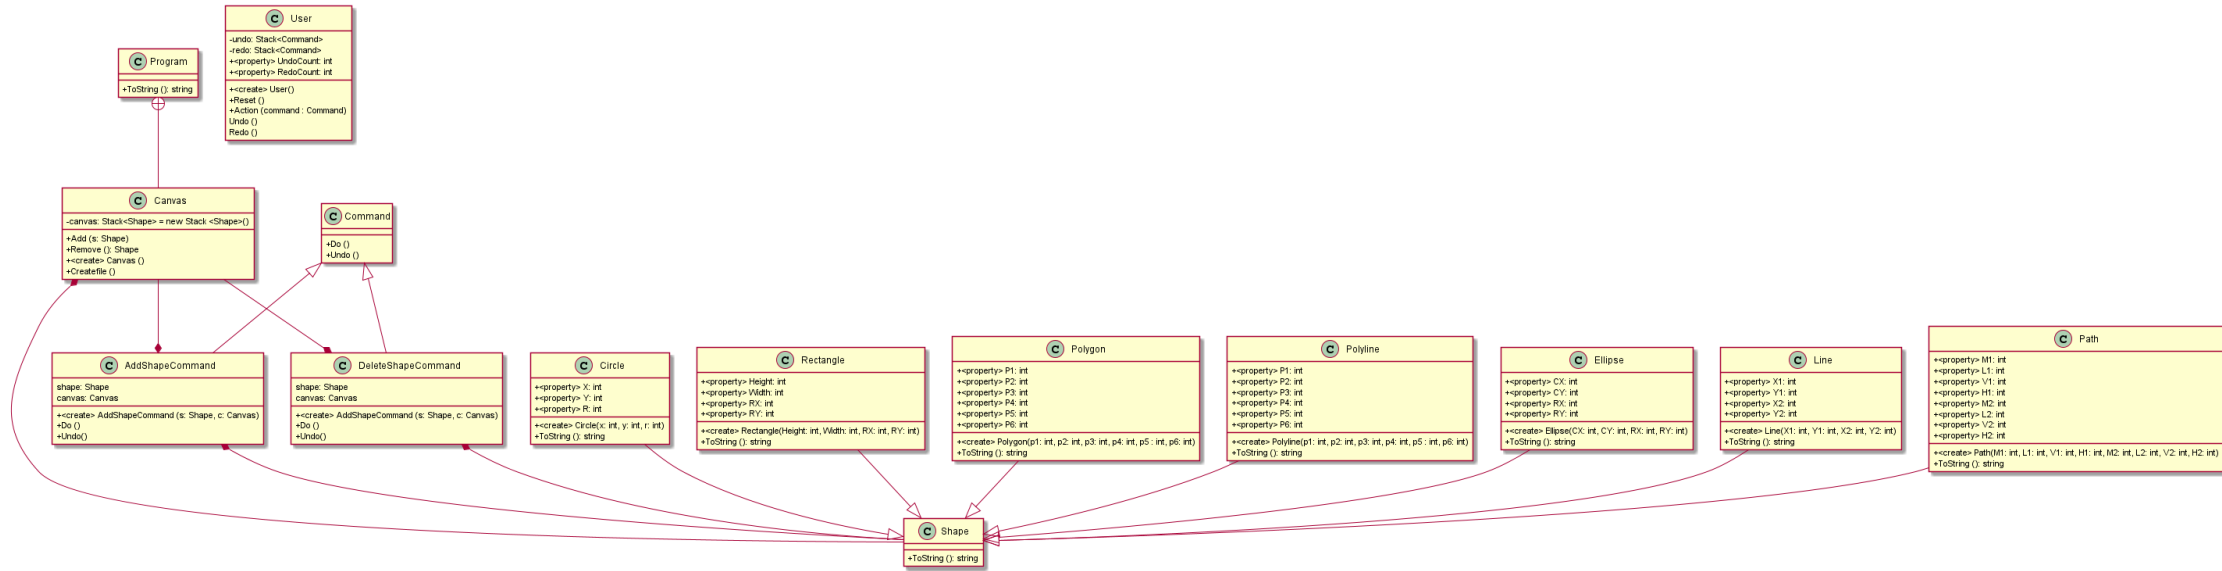 C User
-undo: Stack<Command>
-redo: Stack<Command>
+<property> UndoCount: int
+<property> RedoCount: int
+<create> User()
+Reset ()
+Action (command : Command)
Undo ()
Redo ()
C Program
+ToString (): string
C Canvas
-canvas: Stack<Shape> = new Stack <Shape>()
+Add (s: Shape)
+Remove (): Shape
+<create> Canvas ()
+Createfile ()
C Command
+Do ()
+Undo ()
C AddShapeCommand
shape: Shape
canvas: Canvas
+<create> AddShapeCommand (s: Shape, c: Canvas)
+Do ()
+Undo()
C DeleteShapeCommand
shape: Shape
canvas: Canvas
+<create> AddShapeCommand (s: Shape, c: Canvas)
+Do ()
+Undo()
C Circle
+<property> X: int
+<property> Y: int
+<property> R: int
+<create> Circle(x: int, y: int, r: int)
+ToString (): string
C Rectangle
+<property> Height: int
+<property> Width: int
+<property> RX: int
+<property> RY: int
+<create> Rectangle(Height: int, Width: int, RX: int, RY: int)
+ToString (): string
C Polygon
+<property> P1: int
+<property> P2: int
+<property> P3: int
+<property> P4: int
+<property> P5: int
+<property> P6: int
+<create> Polygon(p1: int, p2: int, p3: int, p4: int, p5 : int, p6: int)
+ToString (): string
C Polyline
+<property> P1: int
+<property> P2: int
+<property> P3: int
+<property> P4: int
+<property> P5: int
+<property> P6: int
+<create> Polyline(p1: int, p2: int, p3: int, p4: int, p5 : int, p6: int)
+ToString (): string
C Ellipse
+<property> CX: int
+<property> CY: int
+<property> RX: int
+<property> RY: int
+<create> Ellipse(CX: int, CY: int, RX: int, RY: int)
+ToString (): string
C Line
+<property> X1: int
+<property> Y1: int
+<property> X2: int
+<property> Y2: int
+<create> Line(X1: int, Y1: int, X2: int, Y2: int)
+ToString (): string
C Path
+<property> M1: int
+<property> L1: int
+<property> V1: int
+<property> H1: int
+<property> M2: int
+<property> L2: int
+<property> V2: int
+<property> H2: int
+<create> Path(M1: int, L1: int, V1: int, H1: int, M2: int, L2: int, V2: int, H2: int)
+ToString (): string
C Shape
+ToString (): string